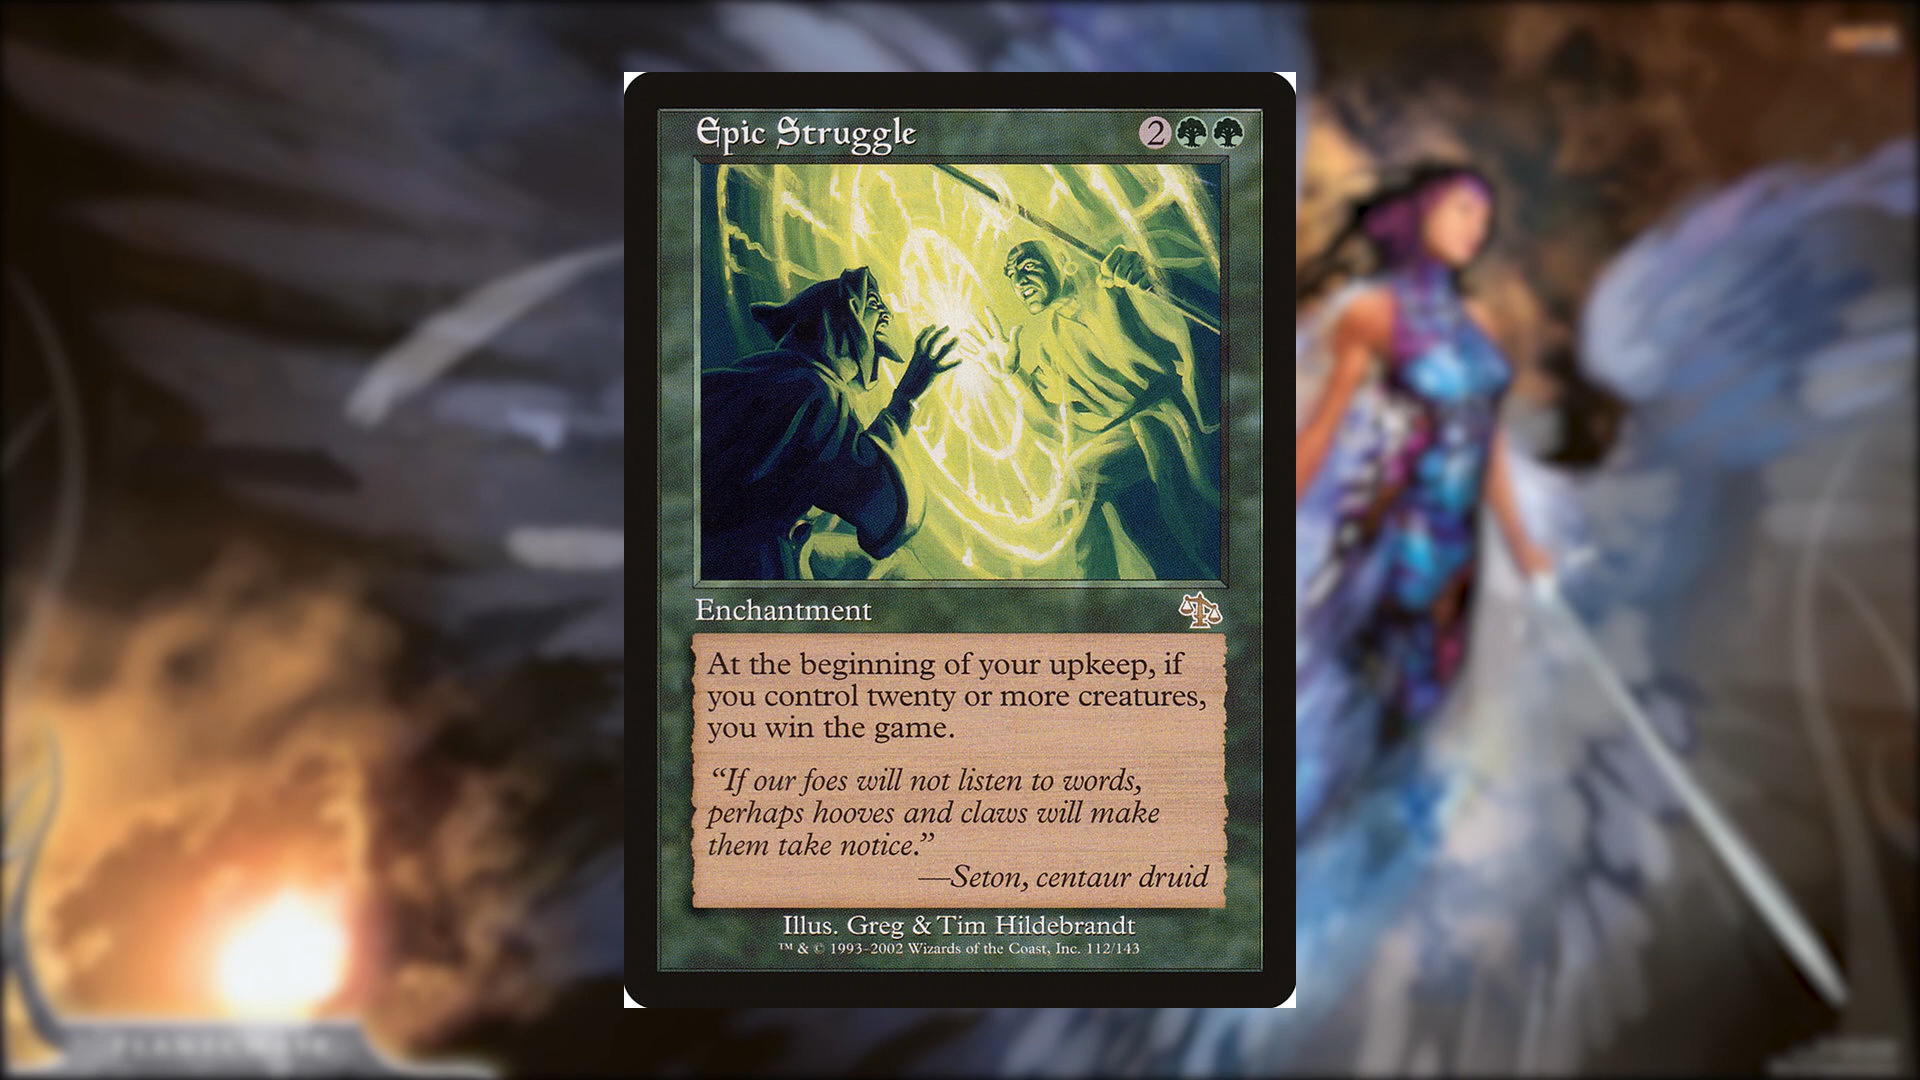 Epic Struggle 2
Enchantment
At the beginning of your upkeep, if
you control twenty or more creatures,
you win the game.
“If our foes will not listen to words,
perhaps hooves and claws will make
them take notice.”
—Seton, centaur druid
Illus. Greg & Tim Hildebrandt
™ & © 1993-2002 Wizards of the Coast, Inc. 112/143